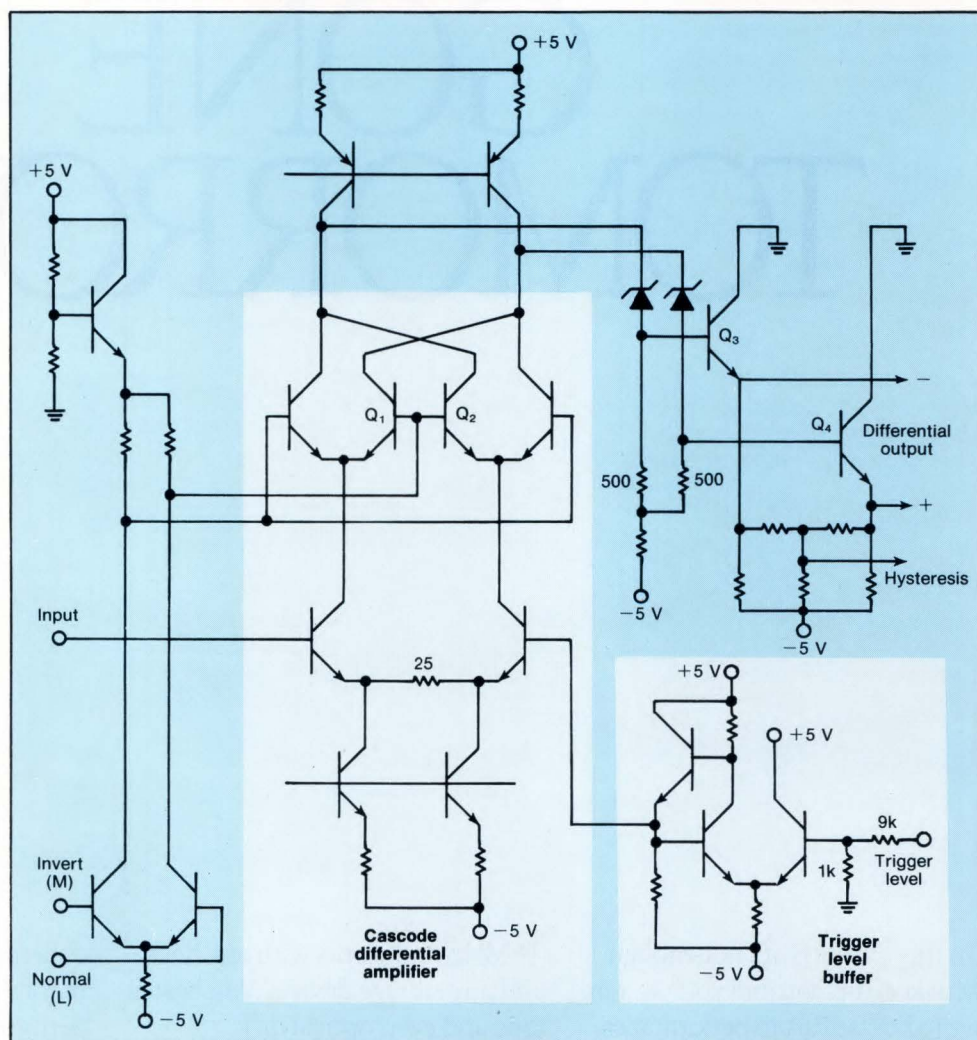 +5 V
+5 V
Q1
Q2
Q3
Q4
Differential
output
−
+
500
500
Hysteresis
−5 V
−5 V
Input
25
+5 V
+5 V
9k
Trigger
level
1k
Invert
(M)
Normal
(L)
−5 V
Cascode
differential
amplifier
−5 V
−5 V
Trigger
level
buffer